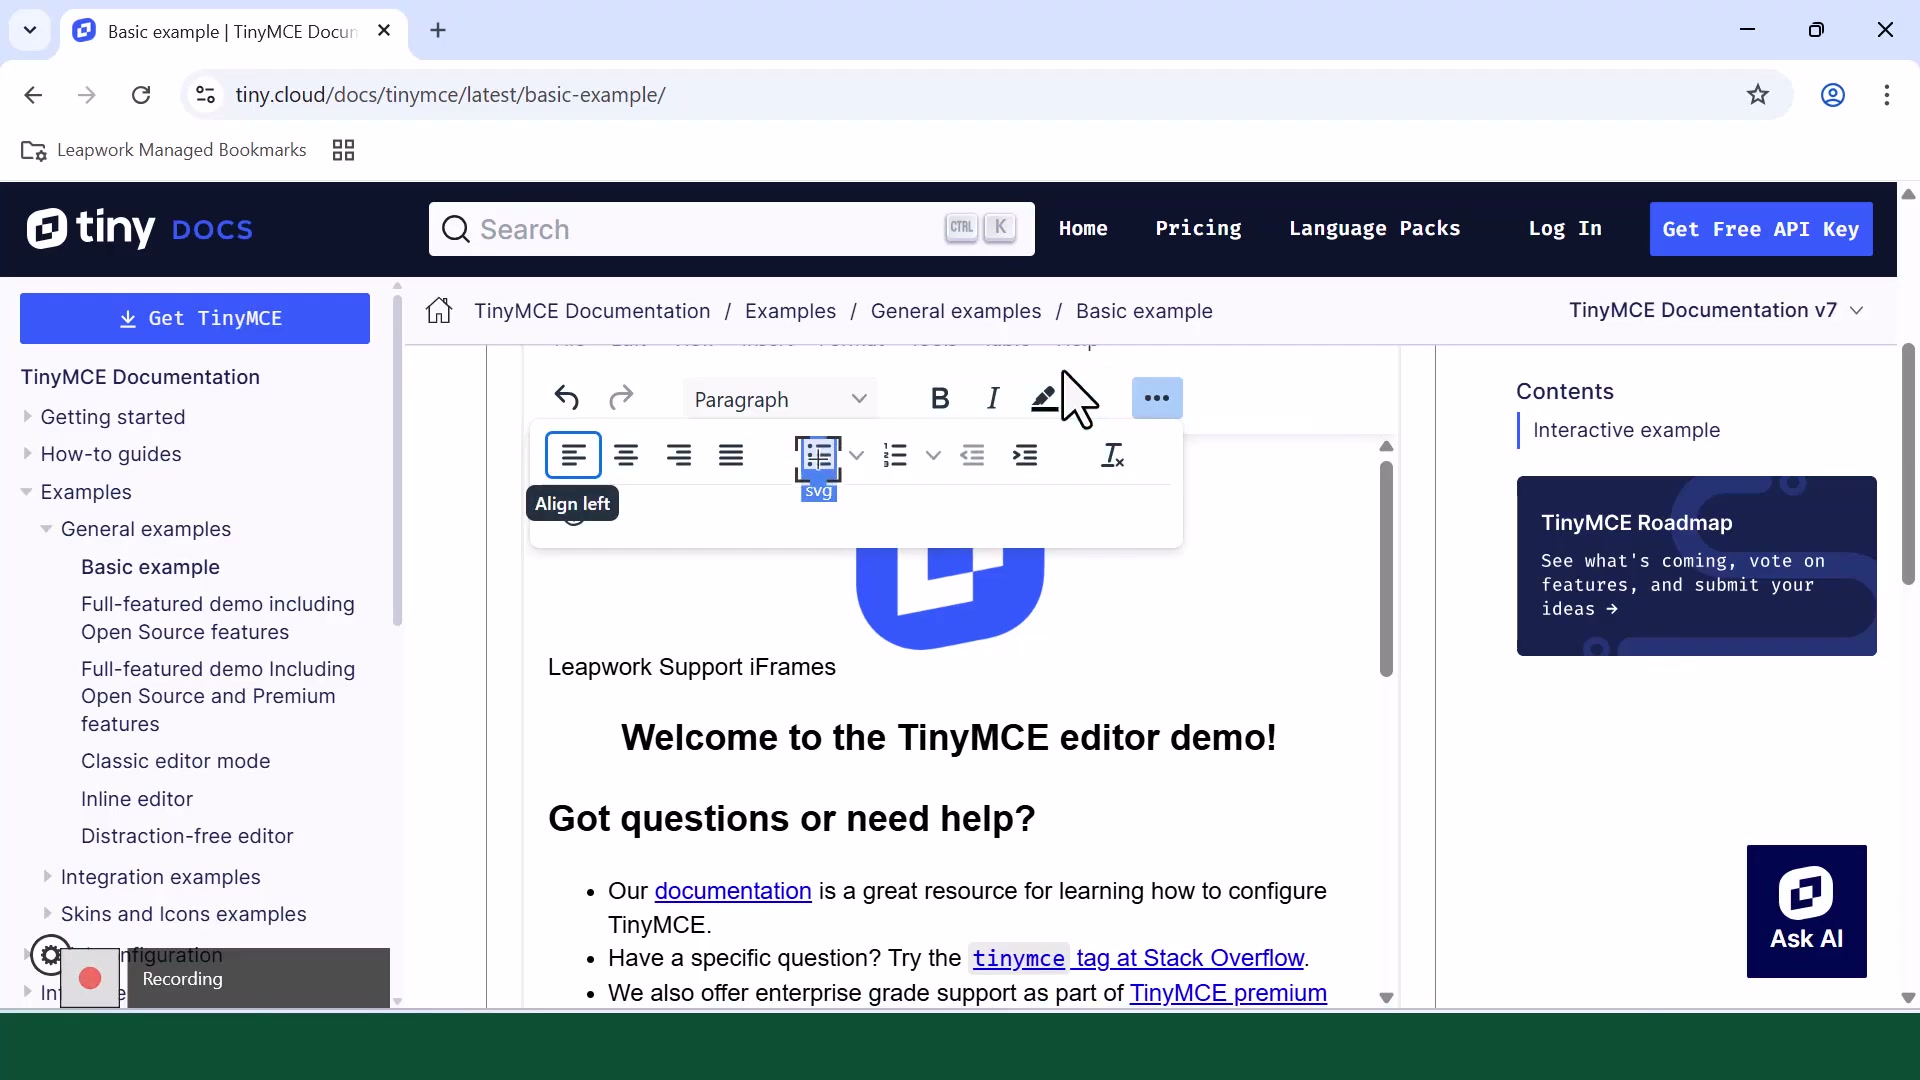 Basic example | TinyMCE Docum
tiny.cloud/docs/tinymce/latest/basic-example/
Leapwork Managed Bookmarks
tiny DOCS
Search
CTRL K
Home
Pricing
Language Packs
Log In
Get Free API Key
Get TinyMCE
TinyMCE Documentation / Examples / General examples / Basic example
TinyMCE Documentation v7
TinyMCE Documentation
Getting started
How-to guides
Examples
General examples
Basic example
Full-featured demo including
Open Source features
Full-featured demo Including
Open Source and Premium
features
Classic editor mode
Inline editor
Distraction-free editor
Integration examples
Skins and Icons examples
Recording
Paragraph
B I
svg
Align left
Leapwork Support iFrames
Welcome to the TinyMCE editor demo!
Got questions or need help?
• Our documentation is a great resource for learning how to configure
TinyMCE.
• Have a specific question? Try the tinymce tag at Stack Overflow.
• We also offer enterprise grade support as part of TinyMCE premium
Contents
Interactive example
TinyMCE Roadmap
See what's coming, vote on
features, and submit your
ideas →
Ask AI